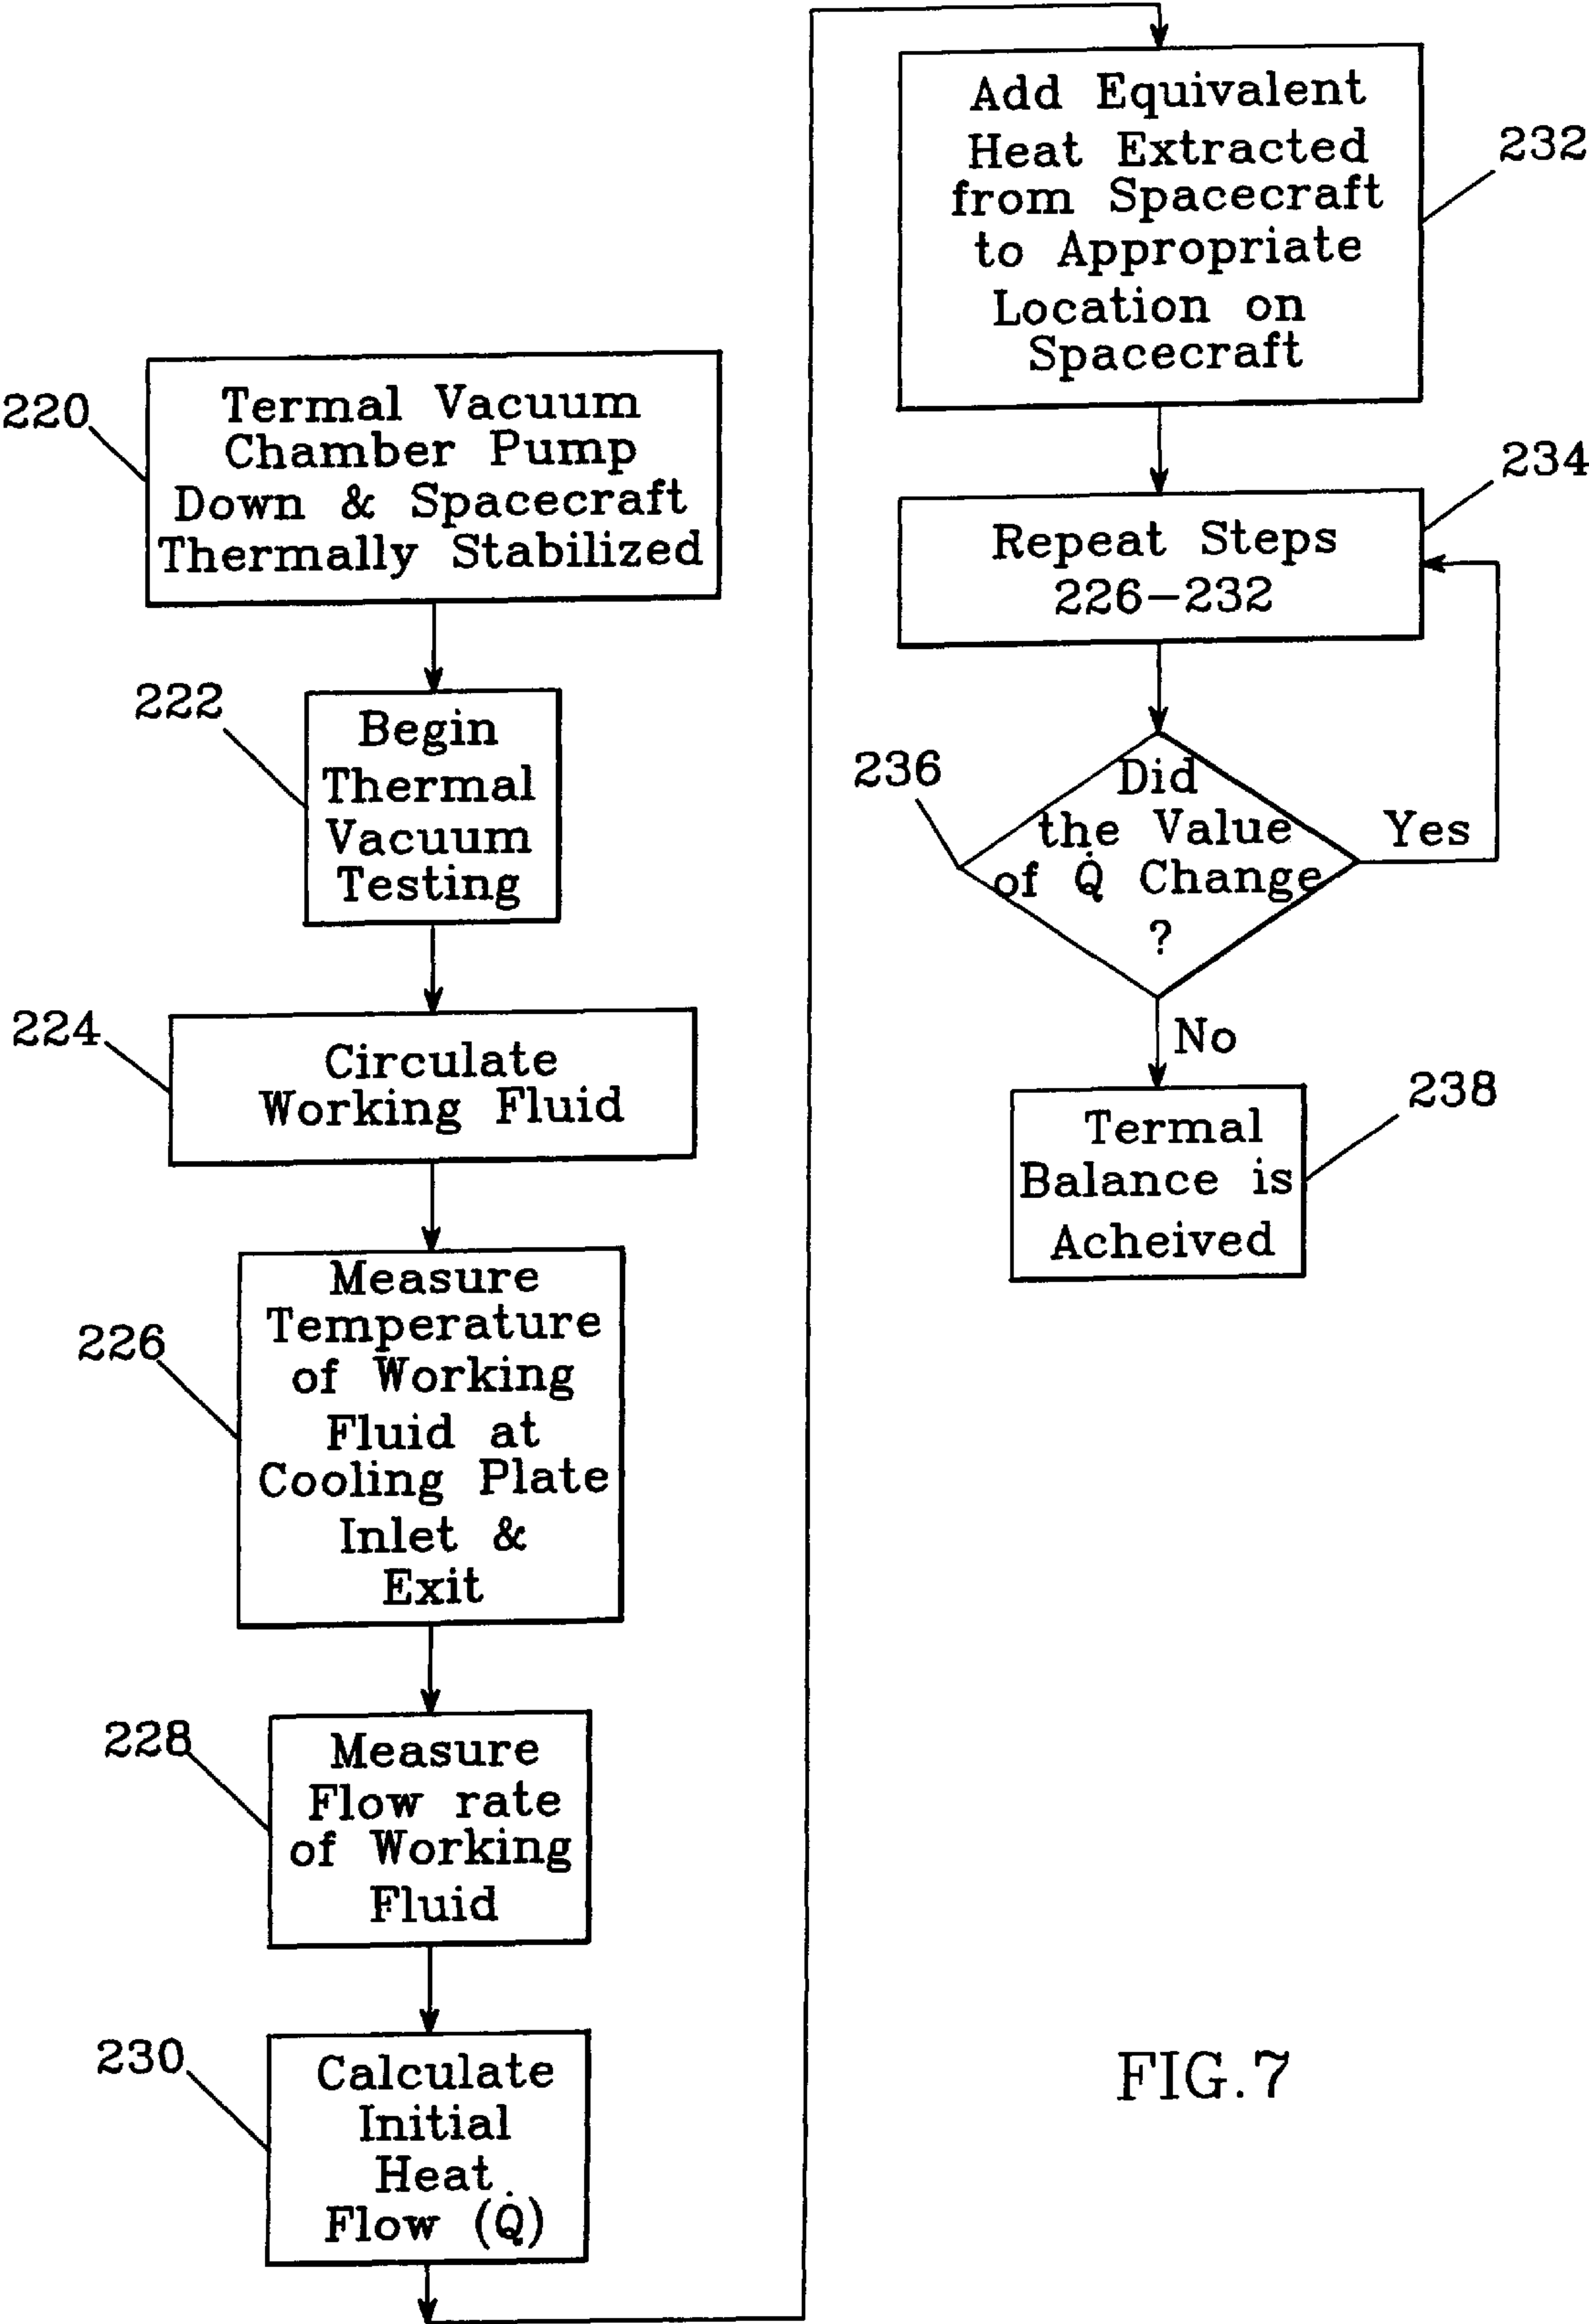 220
Termal Vacuum
Chamber Pump
Down & Spacecraft
Thermally Stabilized
222
Begin
Thermal
Vacuum
Testing
224
Circulate
Working Fluid
226
Measure
Temperature
of Working
Fluid at
Cooling Plate
Inlet &
Exit
228
Measure
Flow rate
of Working
Fluid
230
Calculate
Initial
Heat
Flow (Q̇)
232
Add Equivalent
Heat Extracted
from Spacecraft
to Appropriate
Location on
Spacecraft
234
Repeat Steps
226-232
236
Did
the Value
of Q̇ Change
?
Yes
No
238
Termal
Balance is
Acheived
FIG.7